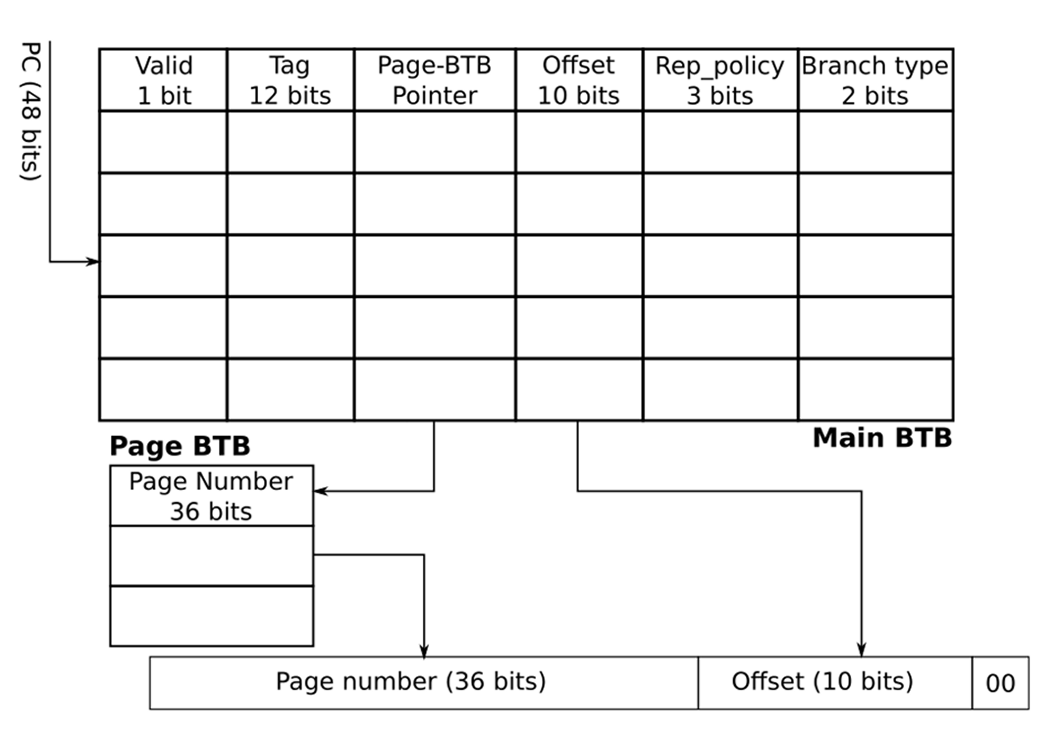 PC (48 bits)
Valid
1 bit
Tag
12 bits
Page-BTB
Pointer
Offset
10 bits
Rep_policy
3 bits
Branch type
2 bits
Main BTB
Page BTB
Page Number
36 bits
Page number (36 bits)
Offset (10 bits)
00